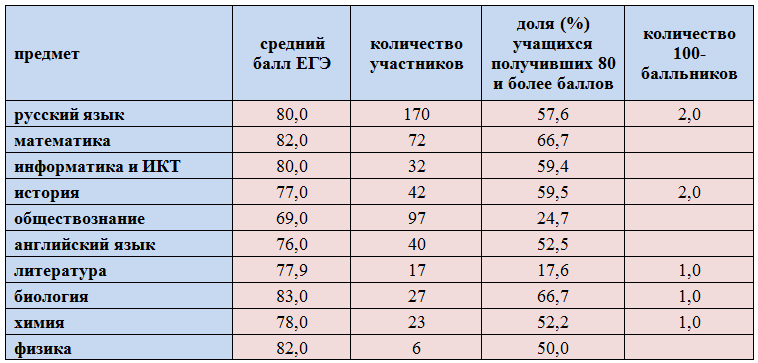 предмет средний балл ЕГЭ количество участников доля (%) учащихся получивших 80 и более баллов количество 100-балльников
русский язык 80,0 170 57,6 2,0
математика 82,0 72 66,7
информатика и ИКТ 80,0 32 59,4
история 77,0 42 59,5 2,0
обществознание 69,0 97 24,7
английский язык 76,0 40 52,5
литература 77,9 17 17,6 1,0
биология 83,0 27 66,7 1,0
химия 78,0 23 52,2 1,0
физика 82,0 6 50,0